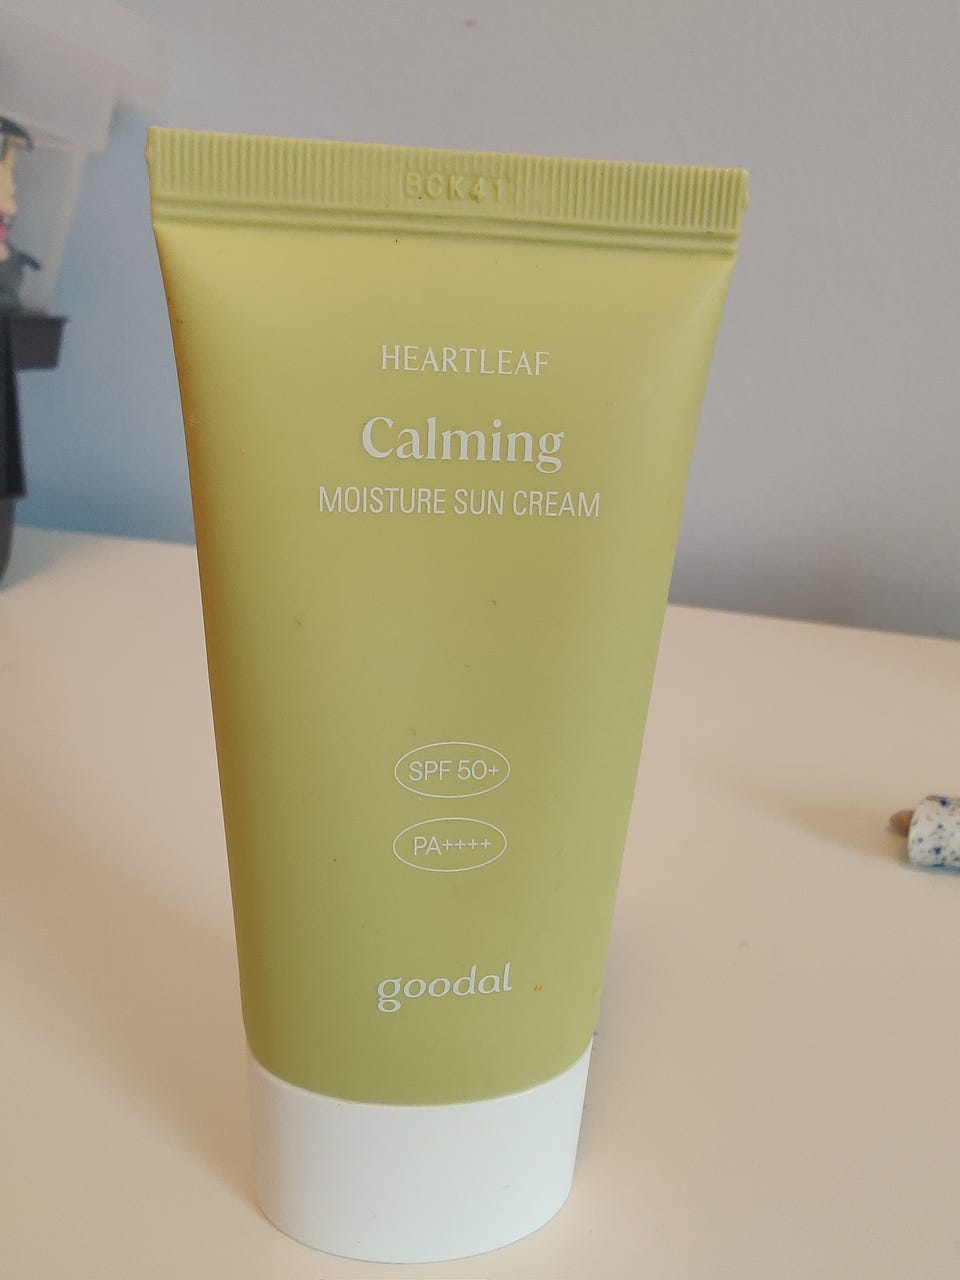 BCK41
HEARTLEAF
Calming
MOISTURE SUN CREAM
SPF 50+
PA++++
goodal